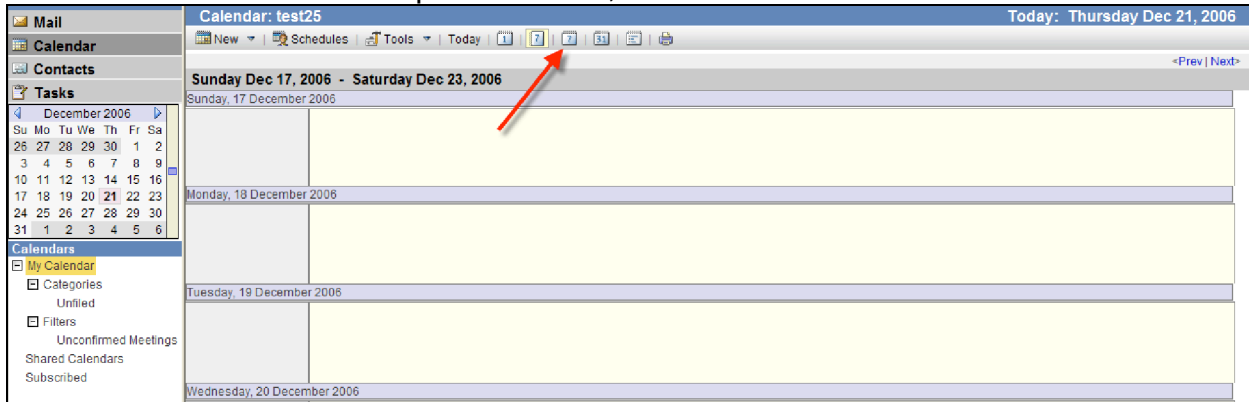 Mail
Calendar
Contacts
Tasks
December 2006
Su Mo Tu We Th Fr Sa
26 27 28 29 30 1 2
3 4 5 6 7 8 9
10 11 12 13 14 15 16
17 18 19 20 21 22 23
24 25 26 27 28 29 30
31 1 2 3 4 5 6
Calendars
My Calendar
Categories
Unfiled
Filters
Unconfirmed Meetings
Shared Calendars
Subscribed
Calendar: test25 Today: Thursday Dec 21, 2006
New | Schedules | Tools | Today | 1 | 7 | 7 | 31 | |
<Prev | Next>
Sunday Dec 17, 2006 - Saturday Dec 23, 2006
Sunday, 17 December 2006
Monday, 18 December 2006
Tuesday, 19 December 2006
Wednesday, 20 December 2006